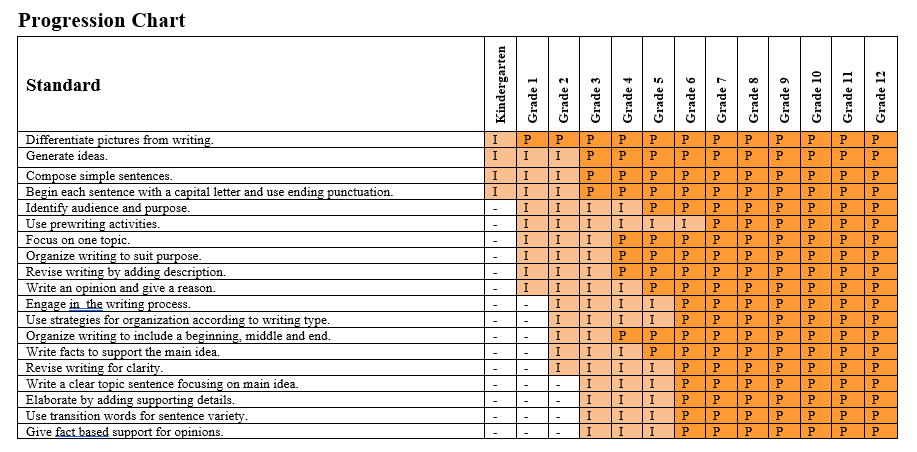 Progression Chart
Standard Kindergarten Grade 1 Grade 2 Grade 3 Grade 4 Grade 5 Grade 6 Grade 7 Grade 8 Grade 9 Grade 10 Grade 11 Grade 12
Differentiate pictures from writing. I P P P P P P P P P P P P
Generate ideas. I I I P P P P P P P P P P
Compose simple sentences. I I I P P P P P P P P P P
Begin each sentence with a capital letter and use ending punctuation. I I I P P P P P P P P P P
Identify audience and purpose. - I I I I P P P P P P P P
Use prewriting activities. - I I I I I I P P P P P P
Focus on one topic. - I I I P P P P P P P P P
Organize writing to suit purpose. - I I I P P P P P P P P P
Revise writing by adding description. - I I I P P P P P P P P P
Write an opinion and give a reason. - I I I I P P P P P P P P
Engage in the writing process. - - I I I I P P P P P P P
Use strategies for organization according to writing type. - - I I I I P P P P P P P
Organize writing to include a beginning, middle and end. - - I I P P P P P P P P P
Write facts to support the main idea. - - I I I P P P P P P P P
Revise writing for clarity. - - I I I I P P P P P P P
Write a clear topic sentence focusing on main idea. - - - I I I P P P P P P P
Elaborate by adding supporting details. - - - I I I P P P P P P P
Use transition words for sentence variety. - - - I I I P P P P P P P
Give fact based support for opinions. - - - I I I P P P P P P P